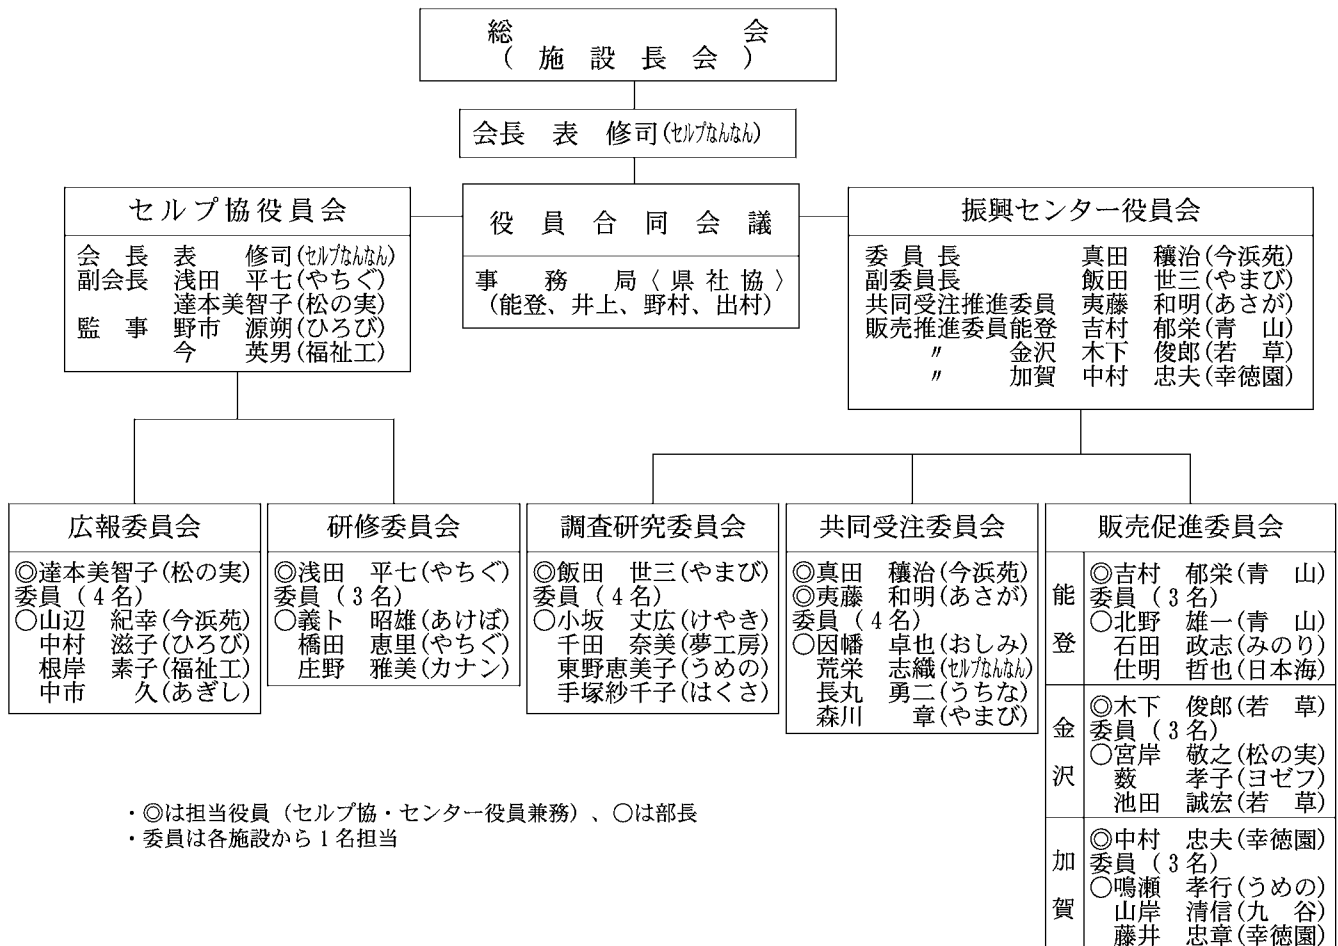 総　　　　　　会
（　施　設　長　会　）
会長　表　修司(セルプなんなん)
セルプ協役員会
会　長　表　　修司(セルプなんなん)
副会長　浅田　平七(やちぐ)
達本美智子(松の実)
監　事　野市　源朔(ひろび)
今　　英男(福祉工)
役　員　合　同　会　議
事　務　局〈県社協〉
(能登、井上、野村、出村)
振興センター役員会
委　員　長　真田　穰治(今浜苑)
副委員長　飯田　世三(やまび)
共同受注推進委員　夷藤　和明(あさが)
販売推進委員能登　吉村　郁栄(青　山)
〃　金沢　木下　俊郎(若　草)
〃　加賀　中村　忠夫(幸徳園)
広報委員会
◎達本美智子(松の実)
委員（4名）
○山辺　紀幸(今浜苑)
中村　滋子(ひろび)
根岸　素子(福祉工)
中市　　久(あぎし)
研修委員会
◎浅田　平七(やちぐ)
委員（3名）
○義ト　昭雄(あけぼ)
橋田　恵里(やちぐ)
庄野　雅美(カナン)
調査研究委員会
◎飯田　世三(やまび)
委員（4名）
○小坂　丈広(けやき)
千田　奈美(夢工房)
東野恵美子(うめの)
手塚紗千子(はくさ)
共同受注委員会
◎真田　穰治(今浜苑)
◎夷藤　和明(あさが)
委員（4名）
○因幡　卓也(おしみ)
荒栄　志織(セルプなんなん)
長丸　勇二(うちな)
森川　　章(やまび)
販売促進委員会
能登
◎吉村　郁栄(青　山)
委員（3名）
○北野　雄一(青　山)
石田　政志(みのり)
仕明　哲也(日本海)
金沢
◎木下　俊郎(若　草)
委員（3名）
○宮岸　敬之(松の実)
薮　　孝子(ヨゼフ)
池田　誠宏(若　草)
加賀
◎中村　忠夫(幸徳園)
委員（3名）
○鳴瀬　孝行(うめの)
山岸　清信(九　谷)
藤井　忠章(幸徳園)
・◎は担当役員（セルプ協・センター役員兼務）、○は部長
・委員は各施設から1名担当